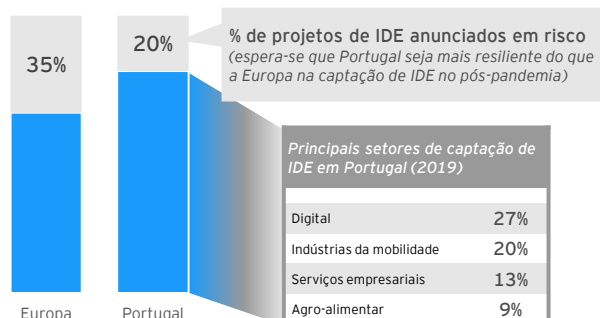 35%
20%
% de projetos de IDE anunciados em risco
(espera-se que Portugal seja mais resiliente do que
a Europa na captação de IDE no pós-pandemia)
Principais setores de captação de
IDE em Portugal (2019)
Digital 27%
Indústrias da mobilidade 20%
Serviços empresariais 13%
Agro-alimentar 9%
Europa
Portugal